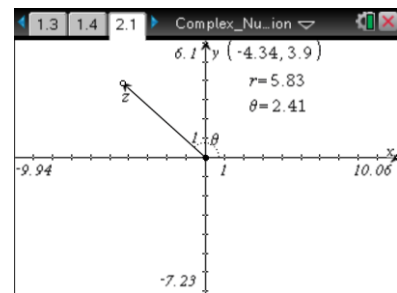 1.3 1.4 2.1 Complex_Nu...ion
6.1 y (-4.34, 3.9)
r=5.83
θ=2.41
z
1 θ
x
-9.94 1 10.06
-7.23